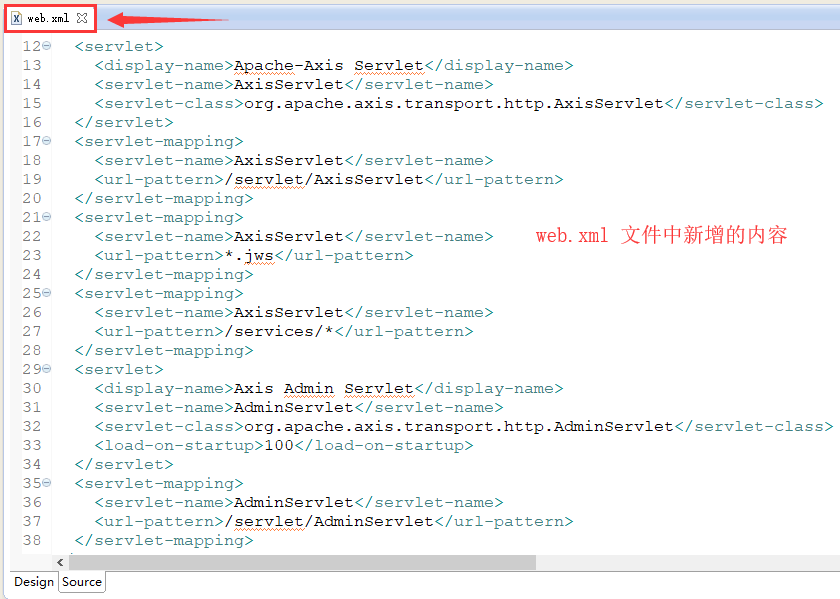 web.xml
12 <servlet>
13 <display-name>Apache-Axis Servlet</display-name>
14 <servlet-name>AxisServlet</servlet-name>
15 <servlet-class>org.apache.axis.transport.http.AxisServlet</servlet-class>
16 </servlet>
17 <servlet-mapping>
18 <servlet-name>AxisServlet</servlet-name>
19 <url-pattern>/servlet/AxisServlet</url-pattern>
20 </servlet-mapping>
21 <servlet-mapping>
22 <servlet-name>AxisServlet</servlet-name>
web.xml 文件中新增的内容
23 <url-pattern>*.jws</url-pattern>
24 </servlet-mapping>
25 <servlet-mapping>
26 <servlet-name>AxisServlet</servlet-name>
27 <url-pattern>/services/*</url-pattern>
28 </servlet-mapping>
29 <servlet>
30 <display-name>Axis Admin Servlet</display-name>
31 <servlet-name>AdminServlet</servlet-name>
32 <servlet-class>org.apache.axis.transport.http.AdminServlet</servlet-class>
33 <load-on-startup>100</load-on-startup>
34 </servlet>
35 <servlet-mapping>
36 <servlet-name>AdminServlet</servlet-name>
37 <url-pattern>/servlet/AdminServlet</url-pattern>
38 </servlet-mapping>
Design Source